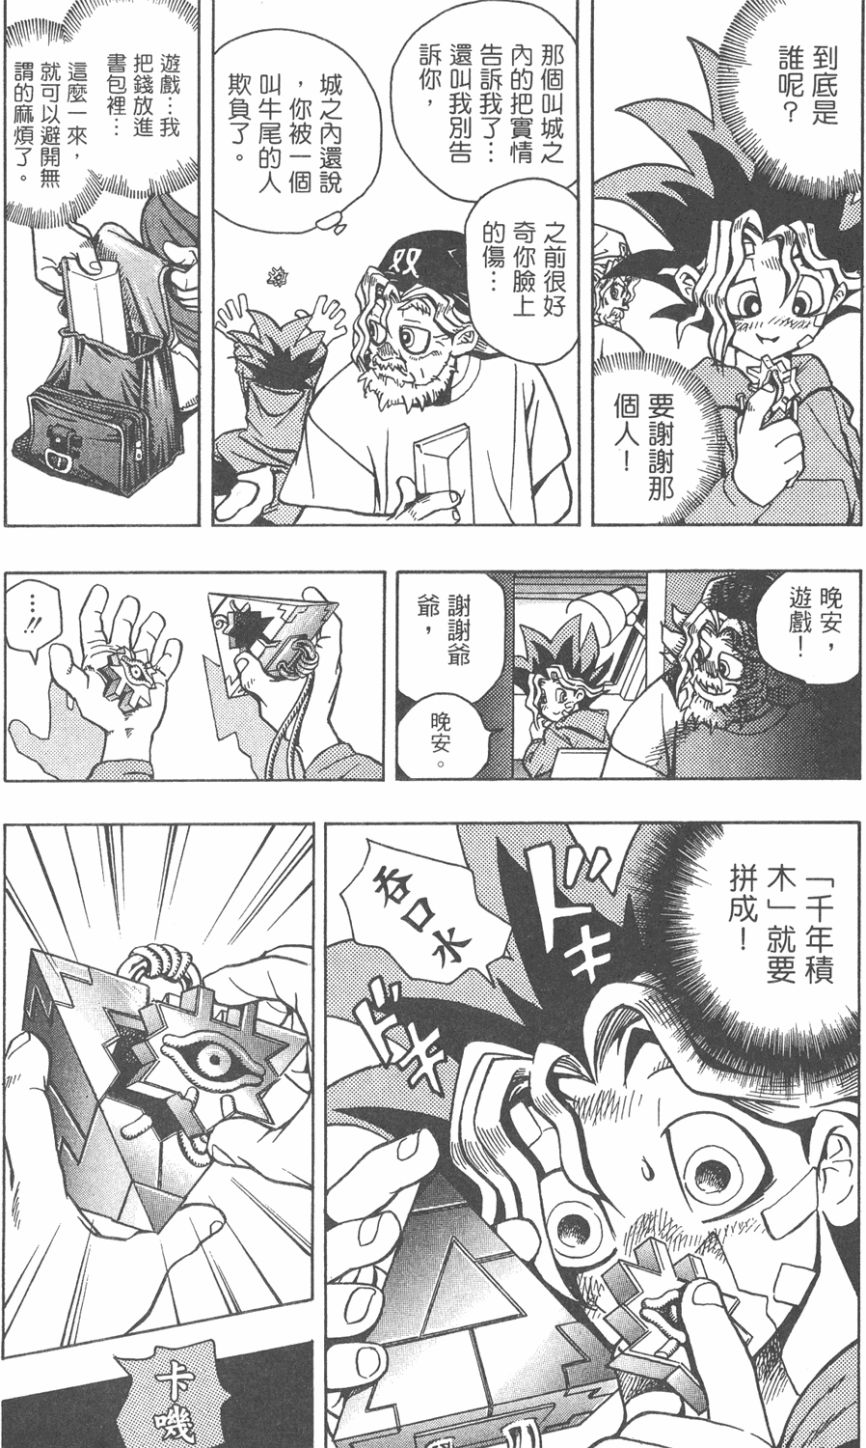 到底是
誰呢？
要謝謝那
個人！
那個叫城之
內的把實情
告訴我了…
還叫我別告
訴你，
之前很好
奇你臉上
的傷…
城之內還說
，你被一個
叫牛尾的人
欺負了。
双
遊戲…我
把錢放進
書包裡…
這麼一來，
就可以避開無
謂的麻煩了。
晚安，
遊戲！
謝謝爺
爺，
晚安。
…!!
「千年積
木」就要
拼成！
ドキ
吞口水
ドキ
卡嘰